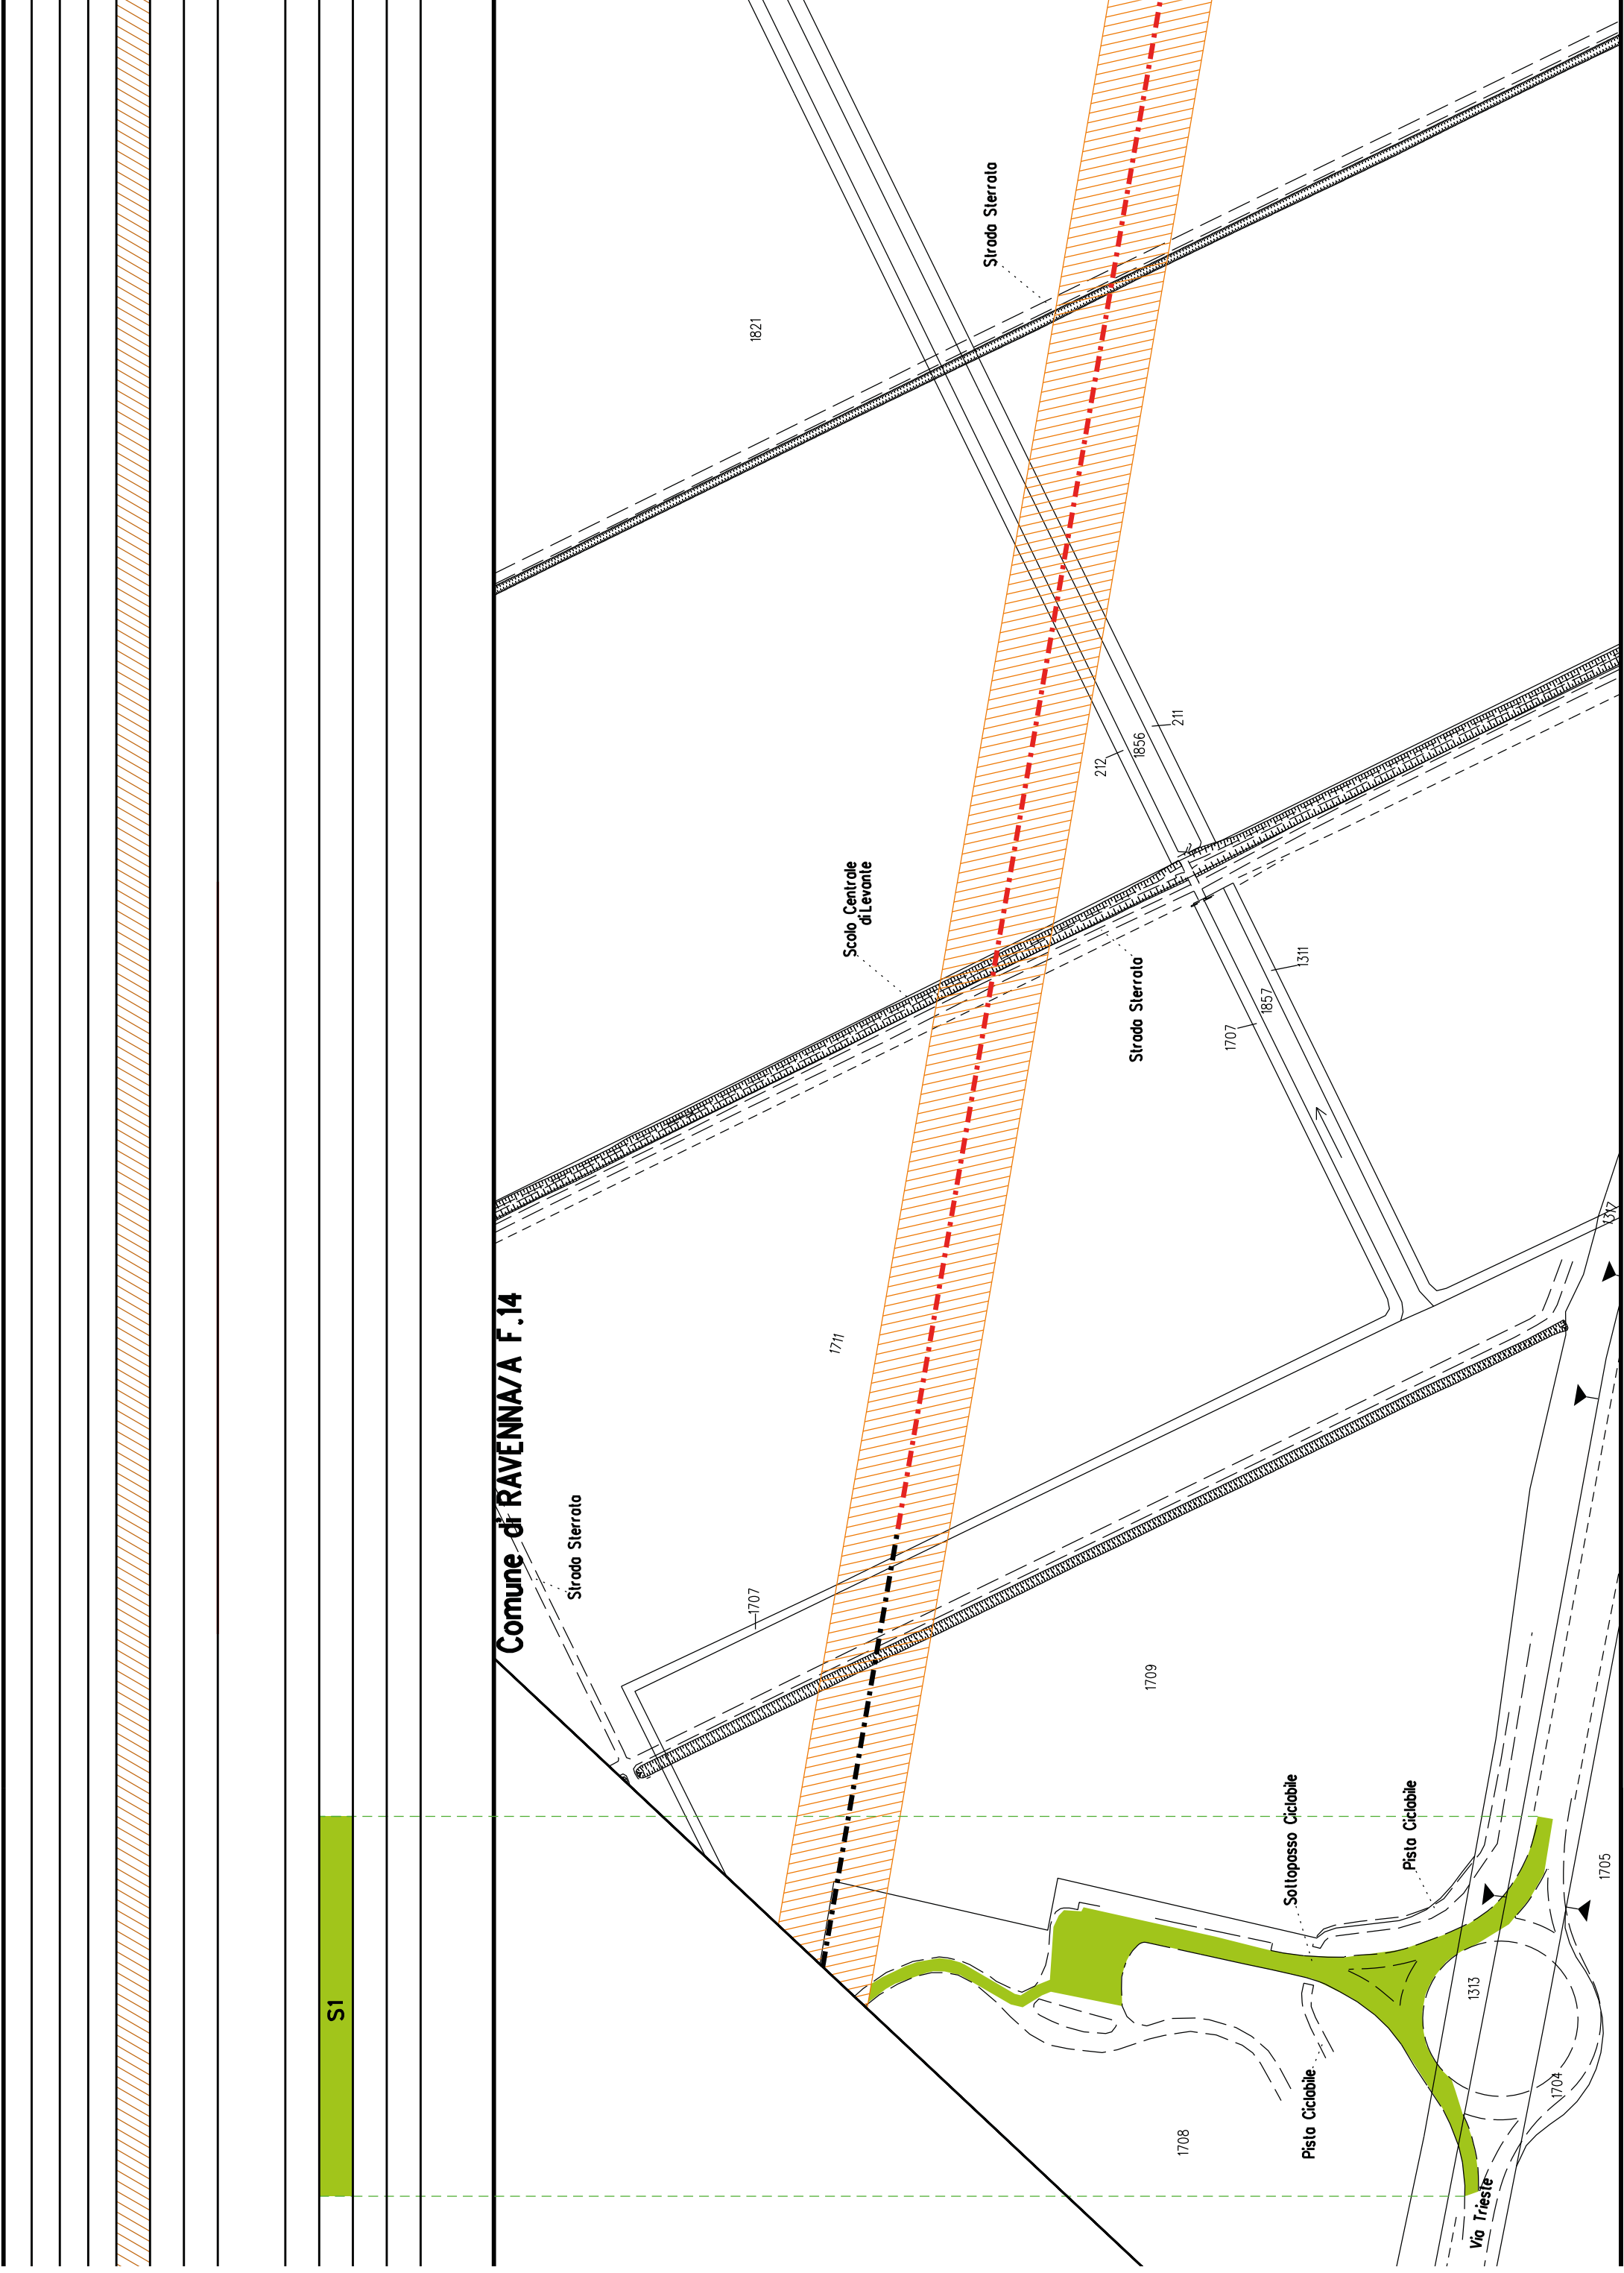 S1
Comune di RAVENNA/A F.14
Strada Sterrata
1707
1821
1711
Scolo Centrale
di Levante
Strada Sterrata
212
1856
211
Strada Sterrata
1707
1857
1311
1317
1709
Sottopasso Ciclabile
Pista Ciclabile
1705
1313
1704
Pista Ciclabile
1708
Via Trieste